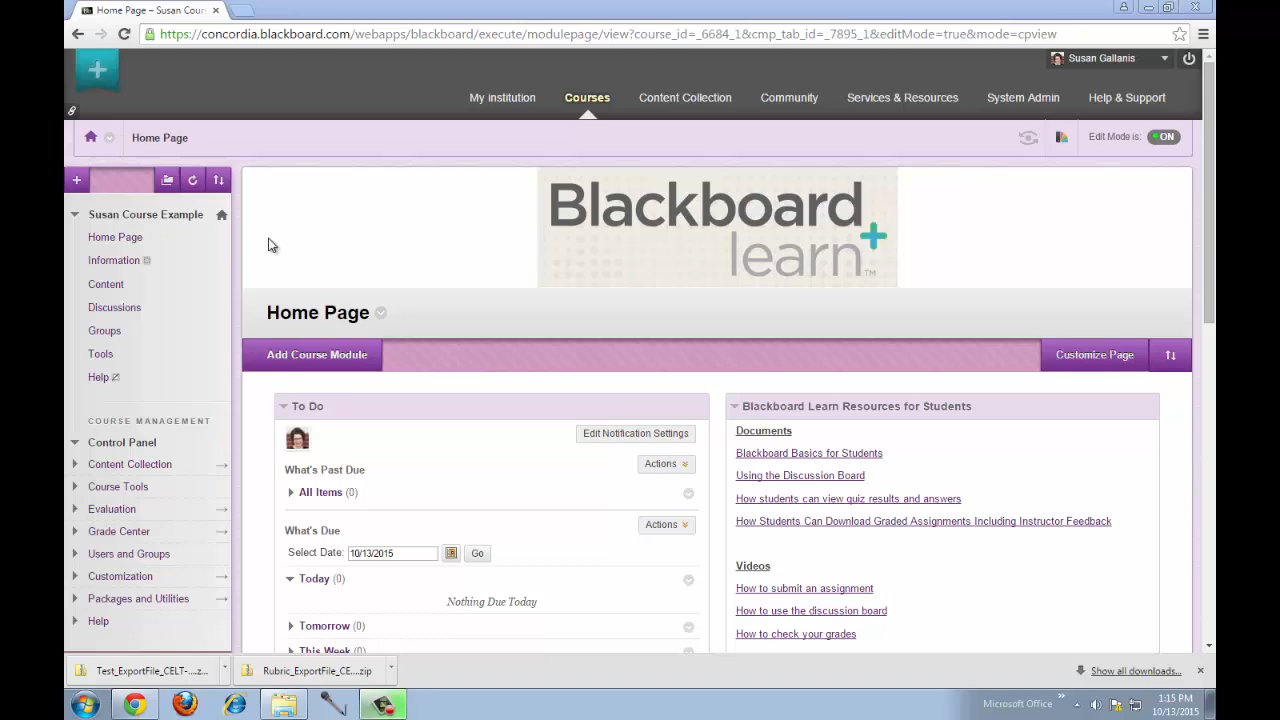 Home Page – Susan Cour
https://concordia.blackboard.com/webapps/blackboard/execute/modulepage/view?course_id=_6684_1&cmp_tab_id=_7895_1&editMode=true&mode=cpview
Susan Gallanis
My institution Courses Content Collection Community Services & Resources System Admin Help & Support
Home Page
Edit Mode is: ON
Susan Course Example
Home Page
Information
Content
Discussions
Groups
Tools
Help
COURSE MANAGEMENT
Control Panel
Content Collection
Course Tools
Evaluation
Grade Center
Users and Groups
Customization
Packages and Utilities
Help
Blackboard
learn+™
Home Page
Add Course Module
Customize Page
To Do
Edit Notification Settings
What's Past Due
Actions
All Items (0)
What's Due
Actions
Select Date: 10/13/2015 Go
Today (0)
Nothing Due Today
Tomorrow (0)
This Week (0)
Blackboard Learn Resources for Students
Documents
Blackboard Basics for Students
Using the Discussion Board
How students can view quiz results and answers
How Students Can Download Graded Assignments Including Instructor Feedback
Videos
How to submit an assignment
How to use the discussion board
How to check your grades
Test_ExportFile_CELT-....z...
Rubric_ExportFile_CE....zip
Show all downloads...
Microsoft Office
1:15 PM
10/13/2015